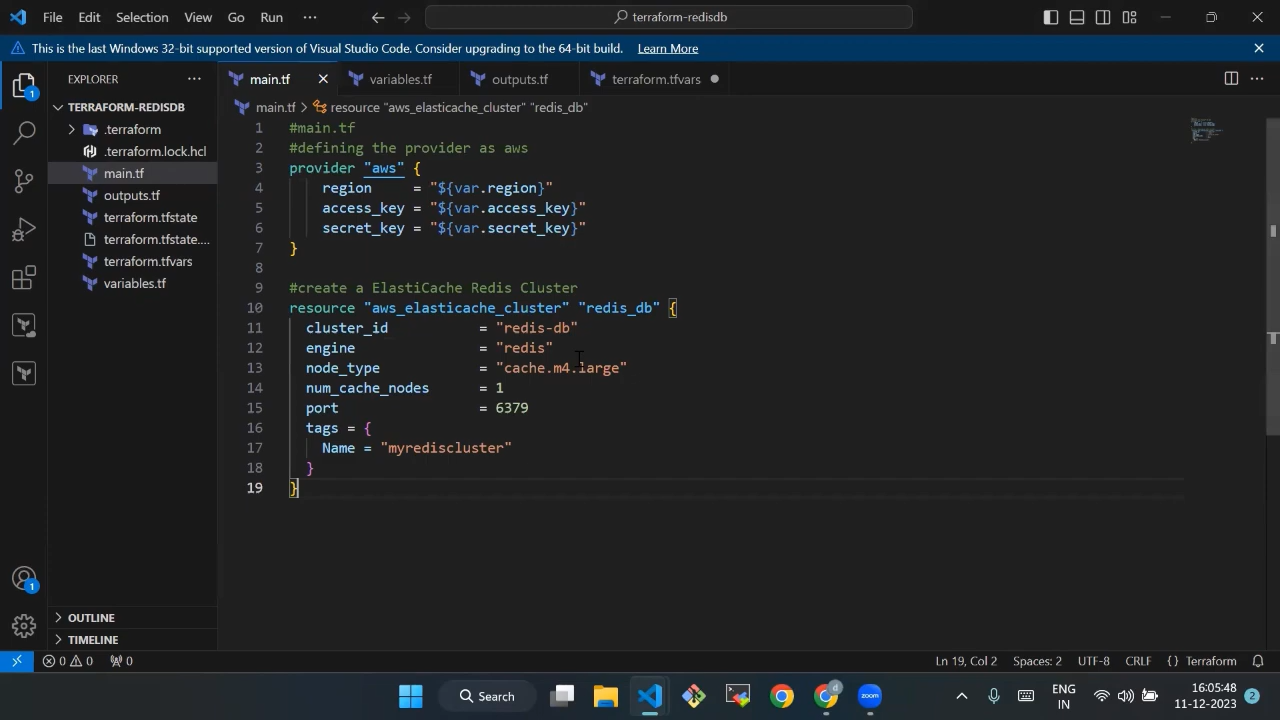 File Edit Selection View Go Run ··· terraform-redisdb
This is the last Windows 32-bit supported version of Visual Studio Code. Consider upgrading to the 64-bit build. Learn More
EXPLORER ···
TERRAFORM-REDISDB
.terraform
.terraform.lock.hcl
main.tf
outputs.tf
terraform.tfstate
terraform.tfstate....
terraform.tfvars
variables.tf
OUTLINE
TIMELINE
1
1
main.tf variables.tf outputs.tf terraform.tfvars
main.tf > resource "aws_elasticache_cluster" "redis_db"
1 #main.tf
2 #defining the provider as aws
3 provider "aws" {
4 region = "${var.region}"
5 access_key = "${var.access_key}"
6 secret_key = "${var.secret_key}"
7 }
8
9 #create a ElastiCache Redis Cluster
10 resource "aws_elasticache_cluster" "redis_db" {
11 cluster_id = "redis-db"
12 engine = "redis"
13 node_type = "cache.m4.large"
14 num_cache_nodes = 1
15 port = 6379
16 tags = {
17 Name = "myrediscluster"
18 }
19 }
0 0 0 Ln 19, Col 2 Spaces: 2 UTF-8 CRLF {} Terraform
Search zoom d ENG IN 16:05:48 11-12-2023 2